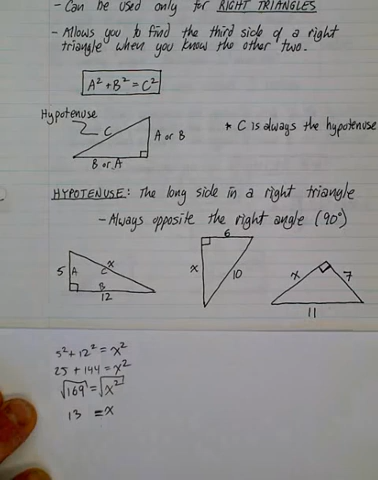 - Can be used only for RIGHT TRIANGLES
- Allows you to find the third side of a right
triangle when you know the other two.
A² + B² = C²
Hypotenuse
C
A or B
B or A
* C is always the hypotenuse
HYPOTENUSE: The long side in a right triangle
- Always opposite the right angle (90°)
5 A C x
B
12
6
x 10
x 7
11
5² + 12² = x²
25 + 144 = x²
√169 = √x²
13 = x